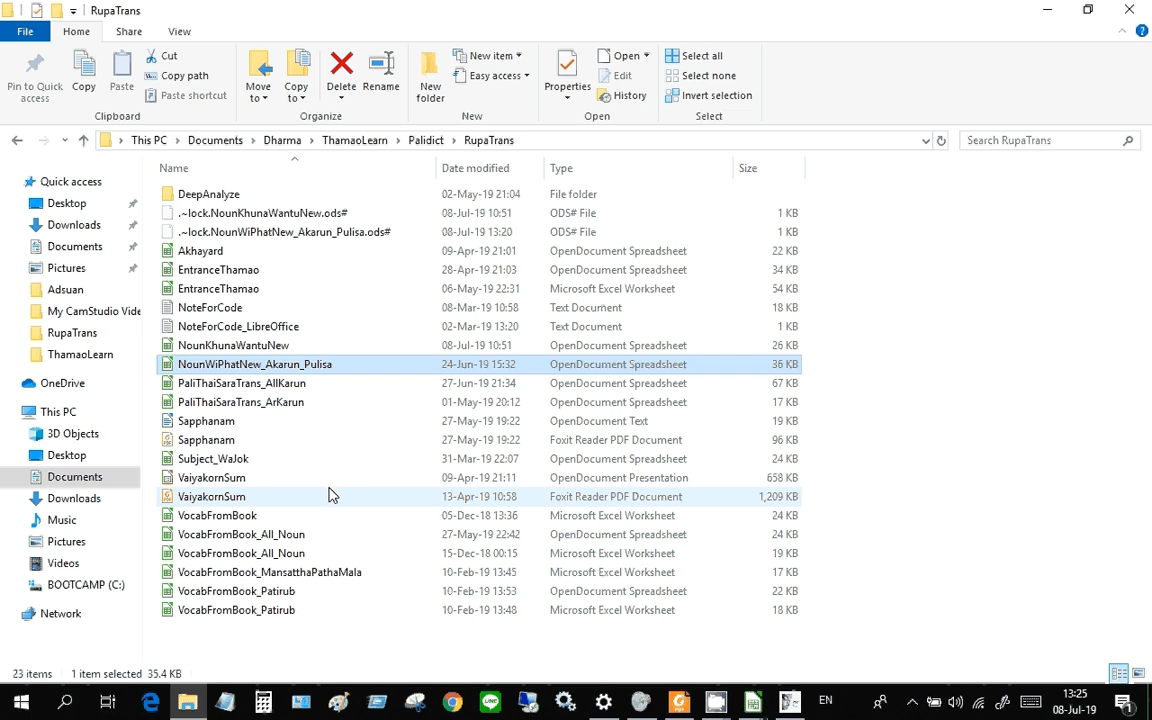 RupaTrans
File Home Share View
Pin to Quick access
Copy
Paste
Cut
Copy path
Paste shortcut
Clipboard
Move to
Copy to
Delete
Rename
Organize
New folder
New item
Easy access
New
Properties
Open
Edit
History
Open
Select all
Select none
Invert selection
Select
This PC > Documents > Dharma > ThamaoLearn > Palidict > RupaTrans
Search RupaTrans
Quick access
Desktop
Downloads
Documents
Pictures
Adsuan
My CamStudio Vide
RupaTrans
ThamaoLearn
OneDrive
This PC
3D Objects
Desktop
Documents
Downloads
Music
Pictures
Videos
BOOTCAMP (C:)
Network
Name Date modified Type Size
DeepAnalyze 02-May-19 21:04 File folder
.~lock.NounKhunaWantuNew.ods# 08-Jul-19 10:51 ODS# File 1 KB
.~lock.NounWiPhatNew_Akarun_Pulisa.ods# 08-Jul-19 13:20 ODS# File 1 KB
Akhayard 09-Apr-19 21:01 OpenDocument Spreadsheet 22 KB
EntranceThamao 28-Apr-19 21:03 OpenDocument Spreadsheet 34 KB
EntranceThamao 06-May-19 22:31 Microsoft Excel Worksheet 54 KB
NoteForCode 08-Mar-19 10:58 Text Document 18 KB
NoteForCode_LibreOffice 02-Mar-19 13:20 Text Document 1 KB
NounKhunaWantuNew 08-Jul-19 10:51 OpenDocument Spreadsheet 26 KB
NounWiPhatNew_Akarun_Pulisa 24-Jun-19 15:32 OpenDocument Spreadsheet 36 KB
PaliThaiSaraTrans_AllKarun 27-Jun-19 21:34 OpenDocument Spreadsheet 67 KB
PaliThaiSaraTrans_ArKarun 01-May-19 20:12 OpenDocument Spreadsheet 17 KB
Sapphanam 27-May-19 19:22 OpenDocument Text 19 KB
Sapphanam 27-May-19 19:22 Foxit Reader PDF Document 96 KB
Subject_WaJok 31-Mar-19 22:07 OpenDocument Spreadsheet 24 KB
VaiyakornSum 09-Apr-19 21:11 OpenDocument Presentation 658 KB
VaiyakornSum 13-Apr-19 10:58 Foxit Reader PDF Document 1,209 KB
VocabFromBook 05-Dec-18 13:36 Microsoft Excel Worksheet 24 KB
VocabFromBook_All_Noun 27-May-19 22:42 OpenDocument Spreadsheet 24 KB
VocabFromBook_All_Noun 15-Dec-18 00:15 Microsoft Excel Worksheet 19 KB
VocabFromBook_MansatthaPathaMala 10-Feb-19 13:45 Microsoft Excel Worksheet 17 KB
VocabFromBook_Patirub 10-Feb-19 13:53 OpenDocument Spreadsheet 22 KB
VocabFromBook_Patirub 10-Feb-19 13:48 Microsoft Excel Worksheet 18 KB
23 items 1 item selected 35.4 KB
EN
13:25
08-Jul-19
1